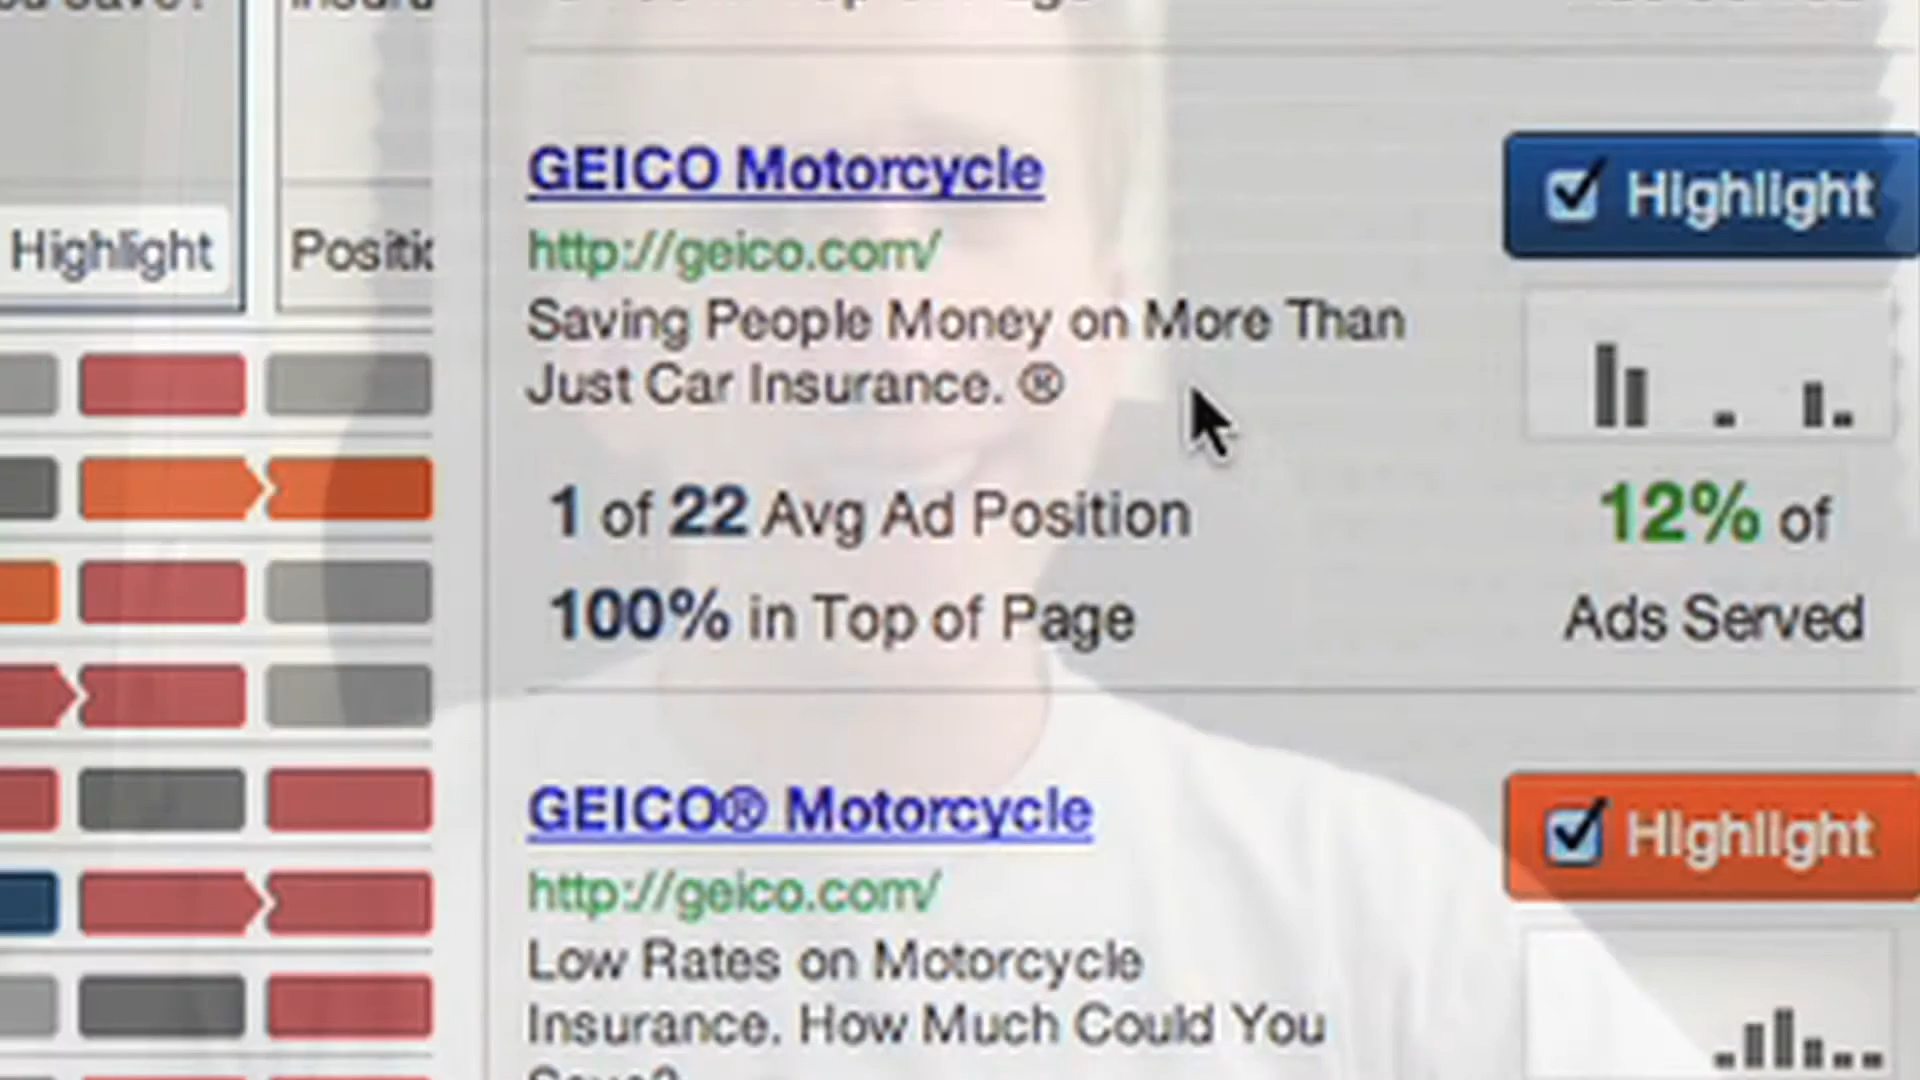 Highlight
GEICO Motorcycle
http://geico.com/
Highlight
Saving People Money on More Than
Just Car Insurance. ®
1 of 22 Avg Ad Position
100% in Top of Page
12% of
Ads Served
GEICO® Motorcycle
http://geico.com/
Highlight
Low Rates on Motorcycle
Insurance. How Much Could You